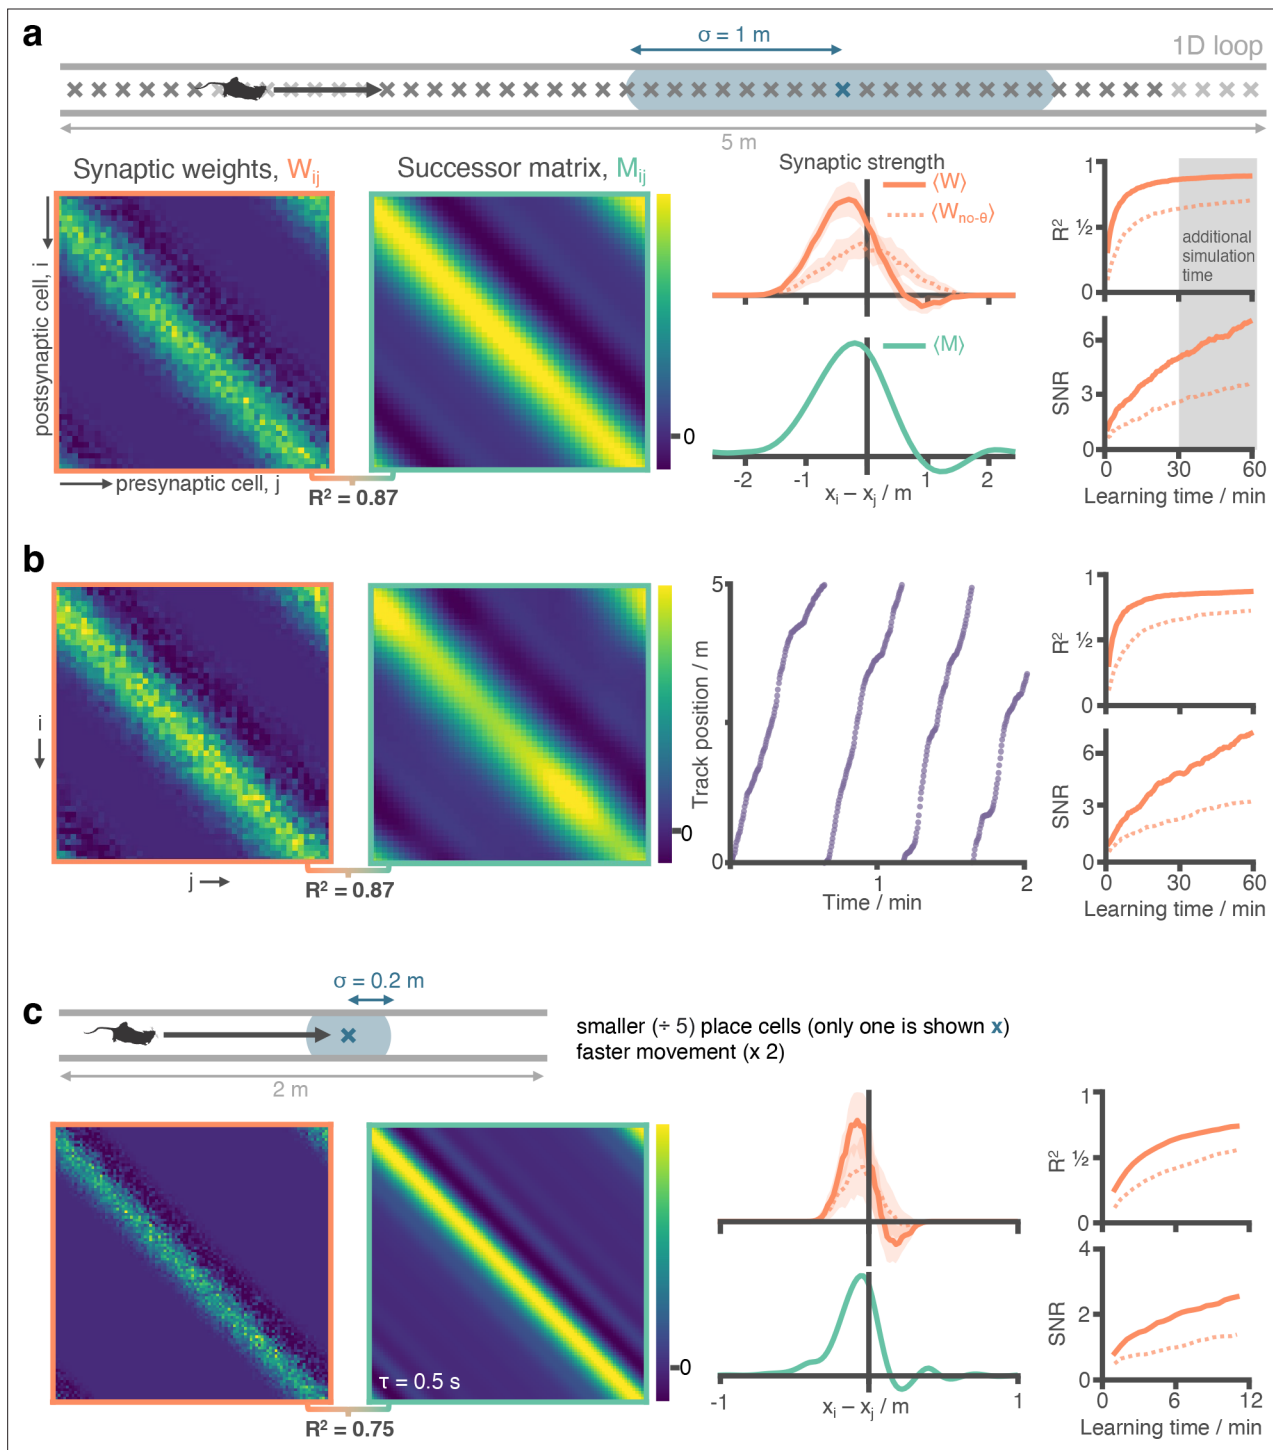 a
σ = 1 m
1D loop
5 m
Synaptic weights, Wij
Successor matrix, Mij
postsynaptic cell, i
presynaptic cell, j
R² = 0.87
0
Synaptic strength
⟨W⟩
⟨Wno-θ⟩
⟨M⟩
-2
-1
1
2
xi – xj / m
1
R² ½
0
additional
simulation
time
6
SNR 3
0
0 30 60
Learning time / min
b
i
j
R² = 0.87
0
5
Track position / m
0
1 2
Time / min
1
R² ½
0
6
SNR 3
0
0 30 60
Learning time / min
c
σ = 0.2 m
2 m
smaller (÷ 5) place cells (only one is shown x)
faster movement (x 2)
τ = 0.5 s
R² = 0.75
0
-1 1
xi – xj / m
1
R² ½
0
4
SNR 2
0
0 6 12
Learning time / min